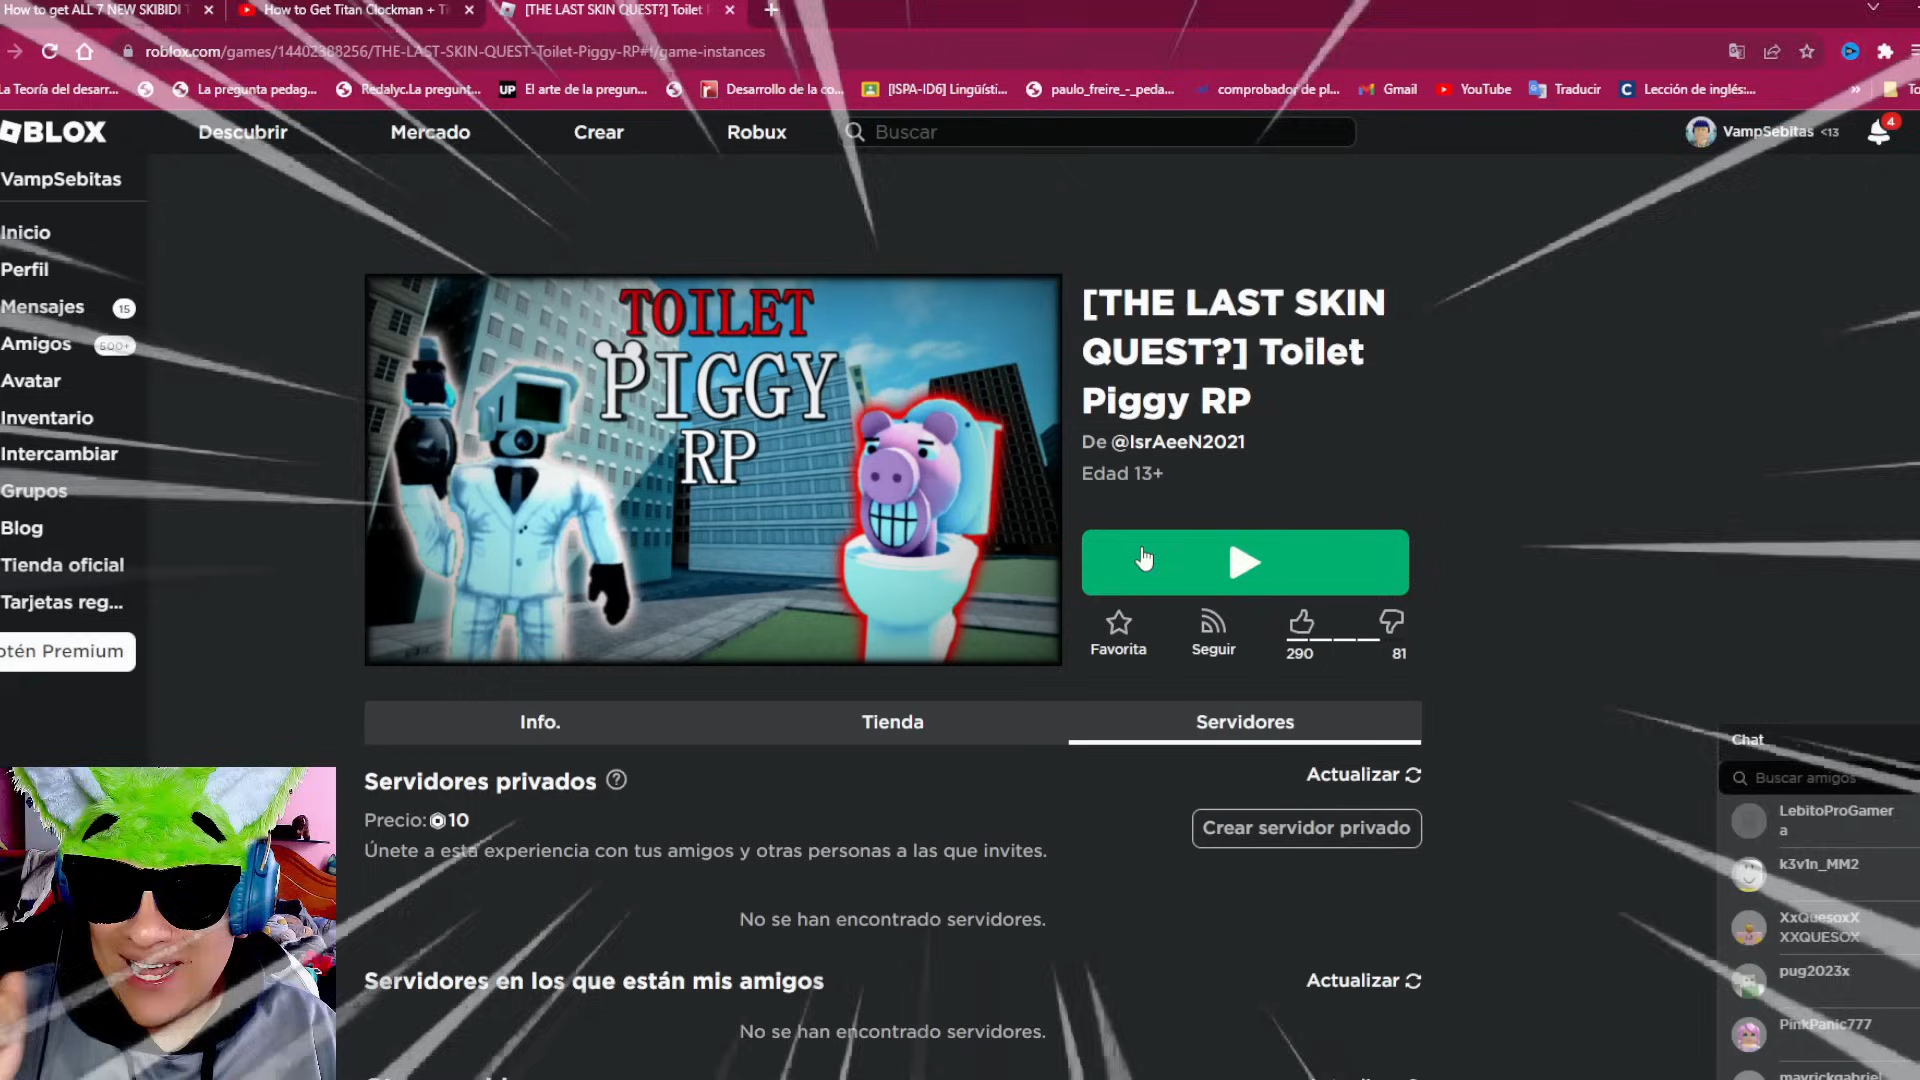 How to get ALL 7 NEW SKIBIDI T
How to Get Titan Clockman + T
[THE LAST SKIN QUEST?] Toilet
roblox.com/games/14402388256/THE-LAST-SKIN-QUEST-Toilet-Piggy-RP#!/game-instances
La Teoría del desarr...
La pregunta pedag...
Redalyc.La pregunt...
UP El arte de la pregun...
Desarrollo de la co...
[ISPA-ID6] Lingüísti...
paulo_freire_-_peda...
comprobador de pl...
Gmail
YouTube
Traducir
Lección de inglés:...
To
BLOX
Descubrir
Mercado
Crear
Robux
Buscar
VampSebitas <13
4
VampSebitas
Inicio
Perfil
Mensajes 15
Amigos 500+
Avatar
Inventario
Intercambiar
Grupos
Blog
Tienda oficial
Tarjetas reg...
otén Premium
TOILET
PIGGY
RP
[THE LAST SKIN
QUEST?] Toilet
Piggy RP
De @IsrAeeN2021
Edad 13+
Favorita
Seguir
290
81
Info.
Tienda
Servidores
Servidores privados
Actualizar
Precio: 10
Crear servidor privado
Únete a esta experiencia con tus amigos y otras personas a las que invites.
No se han encontrado servidores.
Servidores en los que están mis amigos
Actualizar
No se han encontrado servidores.
Chat
Buscar amigos
LebitoProGamer
a
k3v1n_MM2
XxQuesoxX
XXQUESOX
pug2023x
PinkPanic777
mavrickgabriel